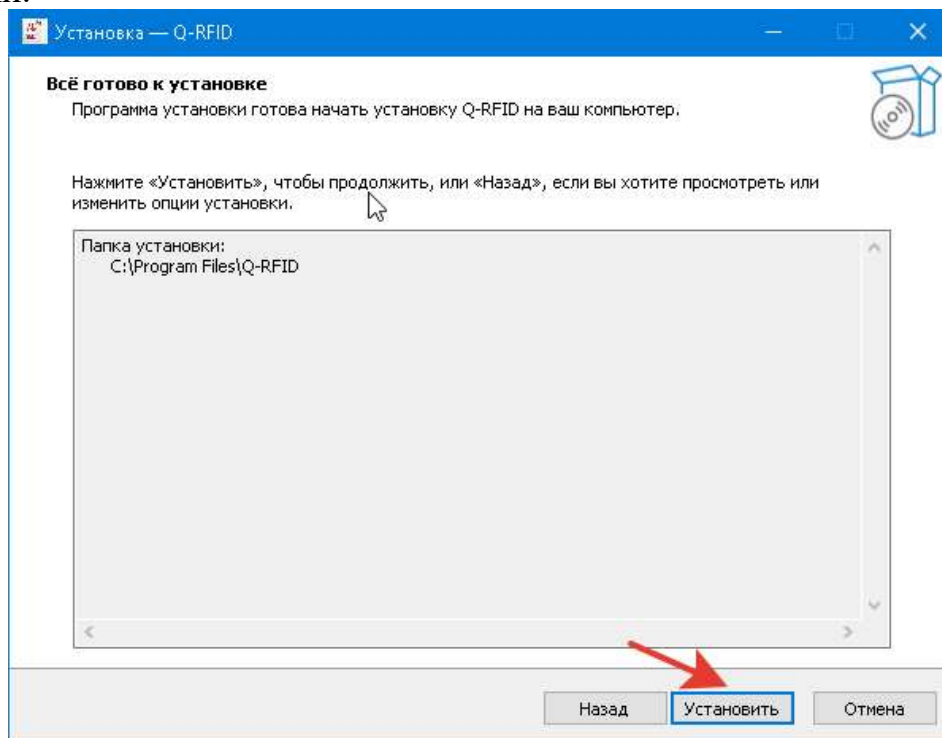 Установка — Q-RFID
Всё готово к установке
Программа установки готова начать установку Q-RFID на ваш компьютер.
Нажмите «Установить», чтобы продолжить, или «Назад», если вы хотите просмотреть или
изменить опции установки.
Папка установки:
C:\Program Files\Q-RFID
Назад Установить Отмена